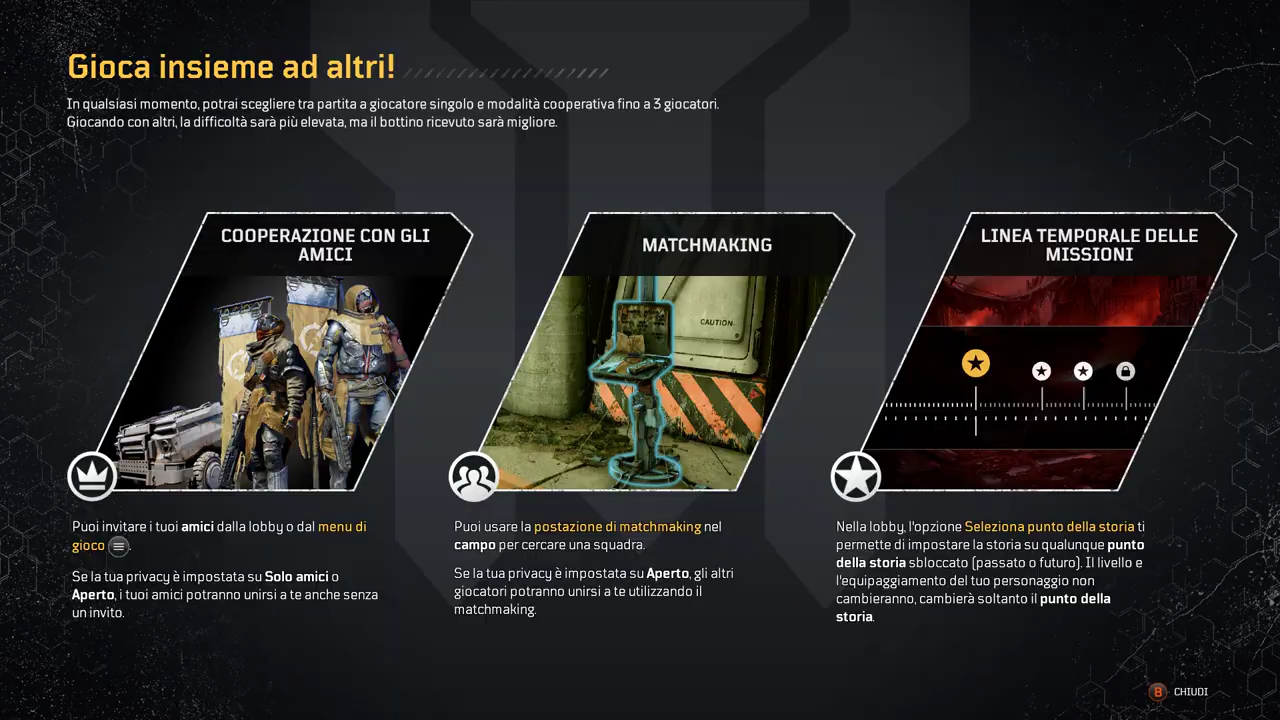 Gioca insieme ad altri!
In qualsiasi momento, potrai scegliere tra partita a giocatore singolo e modalità cooperativa fino a 3 giocatori.
Giocando con altri, la difficoltà sarà più elevata, ma il bottino ricevuto sarà migliore.
COOPERAZIONE CON GLI
AMICI
Puoi invitare i tuoi amici dalla lobby o dal menu di
gioco .
Se la tua privacy è impostata su Solo amici o
Aperto, i tuoi amici potranno unirsi a te anche senza
un invito.
MATCHMAKING
CAUTION
Puoi usare la postazione di matchmaking nel
campo per cercare una squadra.
Se la tua privacy è impostata su Aperto, gli altri
giocatori potranno unirsi a te utilizzando il
matchmaking.
LINEA TEMPORALE DELLE
MISSIONI
Nella lobby, l'opzione Seleziona punto della storia ti
permette di impostare la storia su qualunque punto
della storia sbloccato (passato o futuro). Il livello e
l'equipaggiamento del tuo personaggio non
cambieranno, cambierà soltanto il punto della
storia.
B CHIUDI